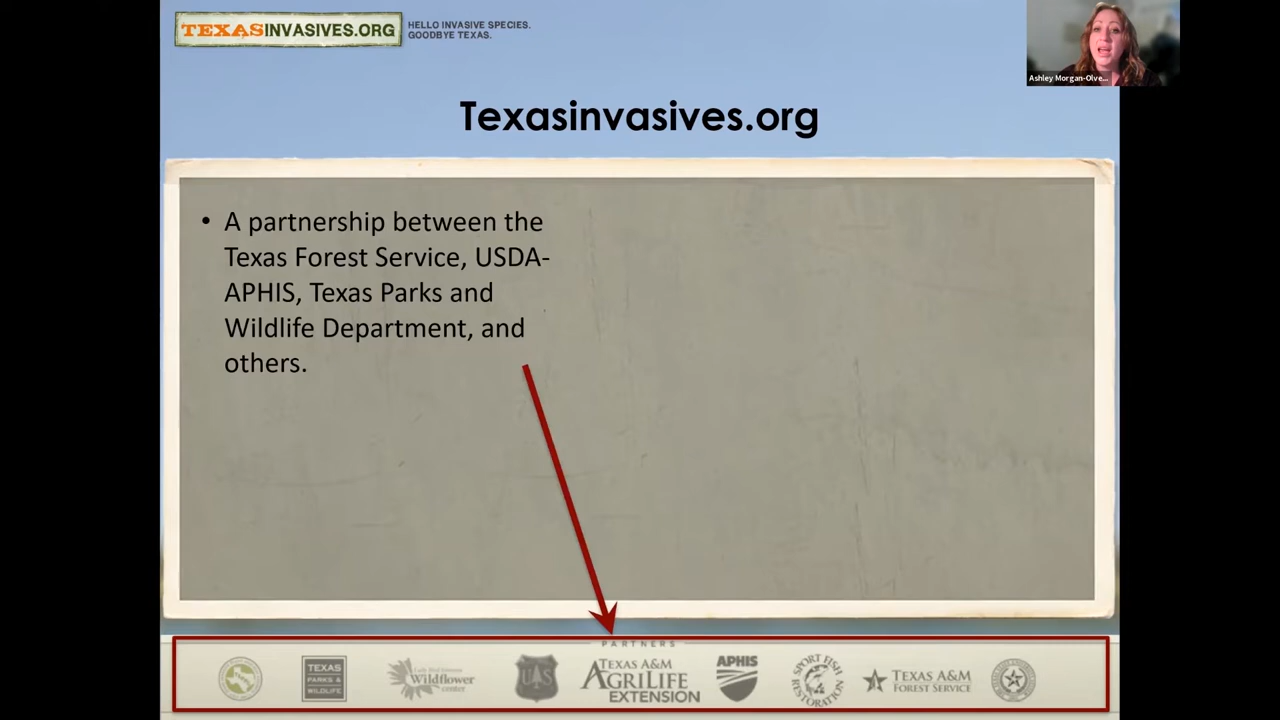 TEXASINVASIVES.ORG
HELLO INVASIVE SPECIES.
GOODBYE TEXAS.
Ashley Morgan-Olve...
Texasinvasives.org
• A partnership between the
Texas Forest Service, USDA-
APHIS, Texas Parks and
Wildlife Department, and
others.
PARTNERS
TEXAS
PARKS &
WILDLIFE
Wildflower
center
UAS
TEXAS A&M
AGRILIFE
EXTENSION
APHIS
SPORT FISH
RESTORATION
TEXAS A&M
FOREST SERVICE